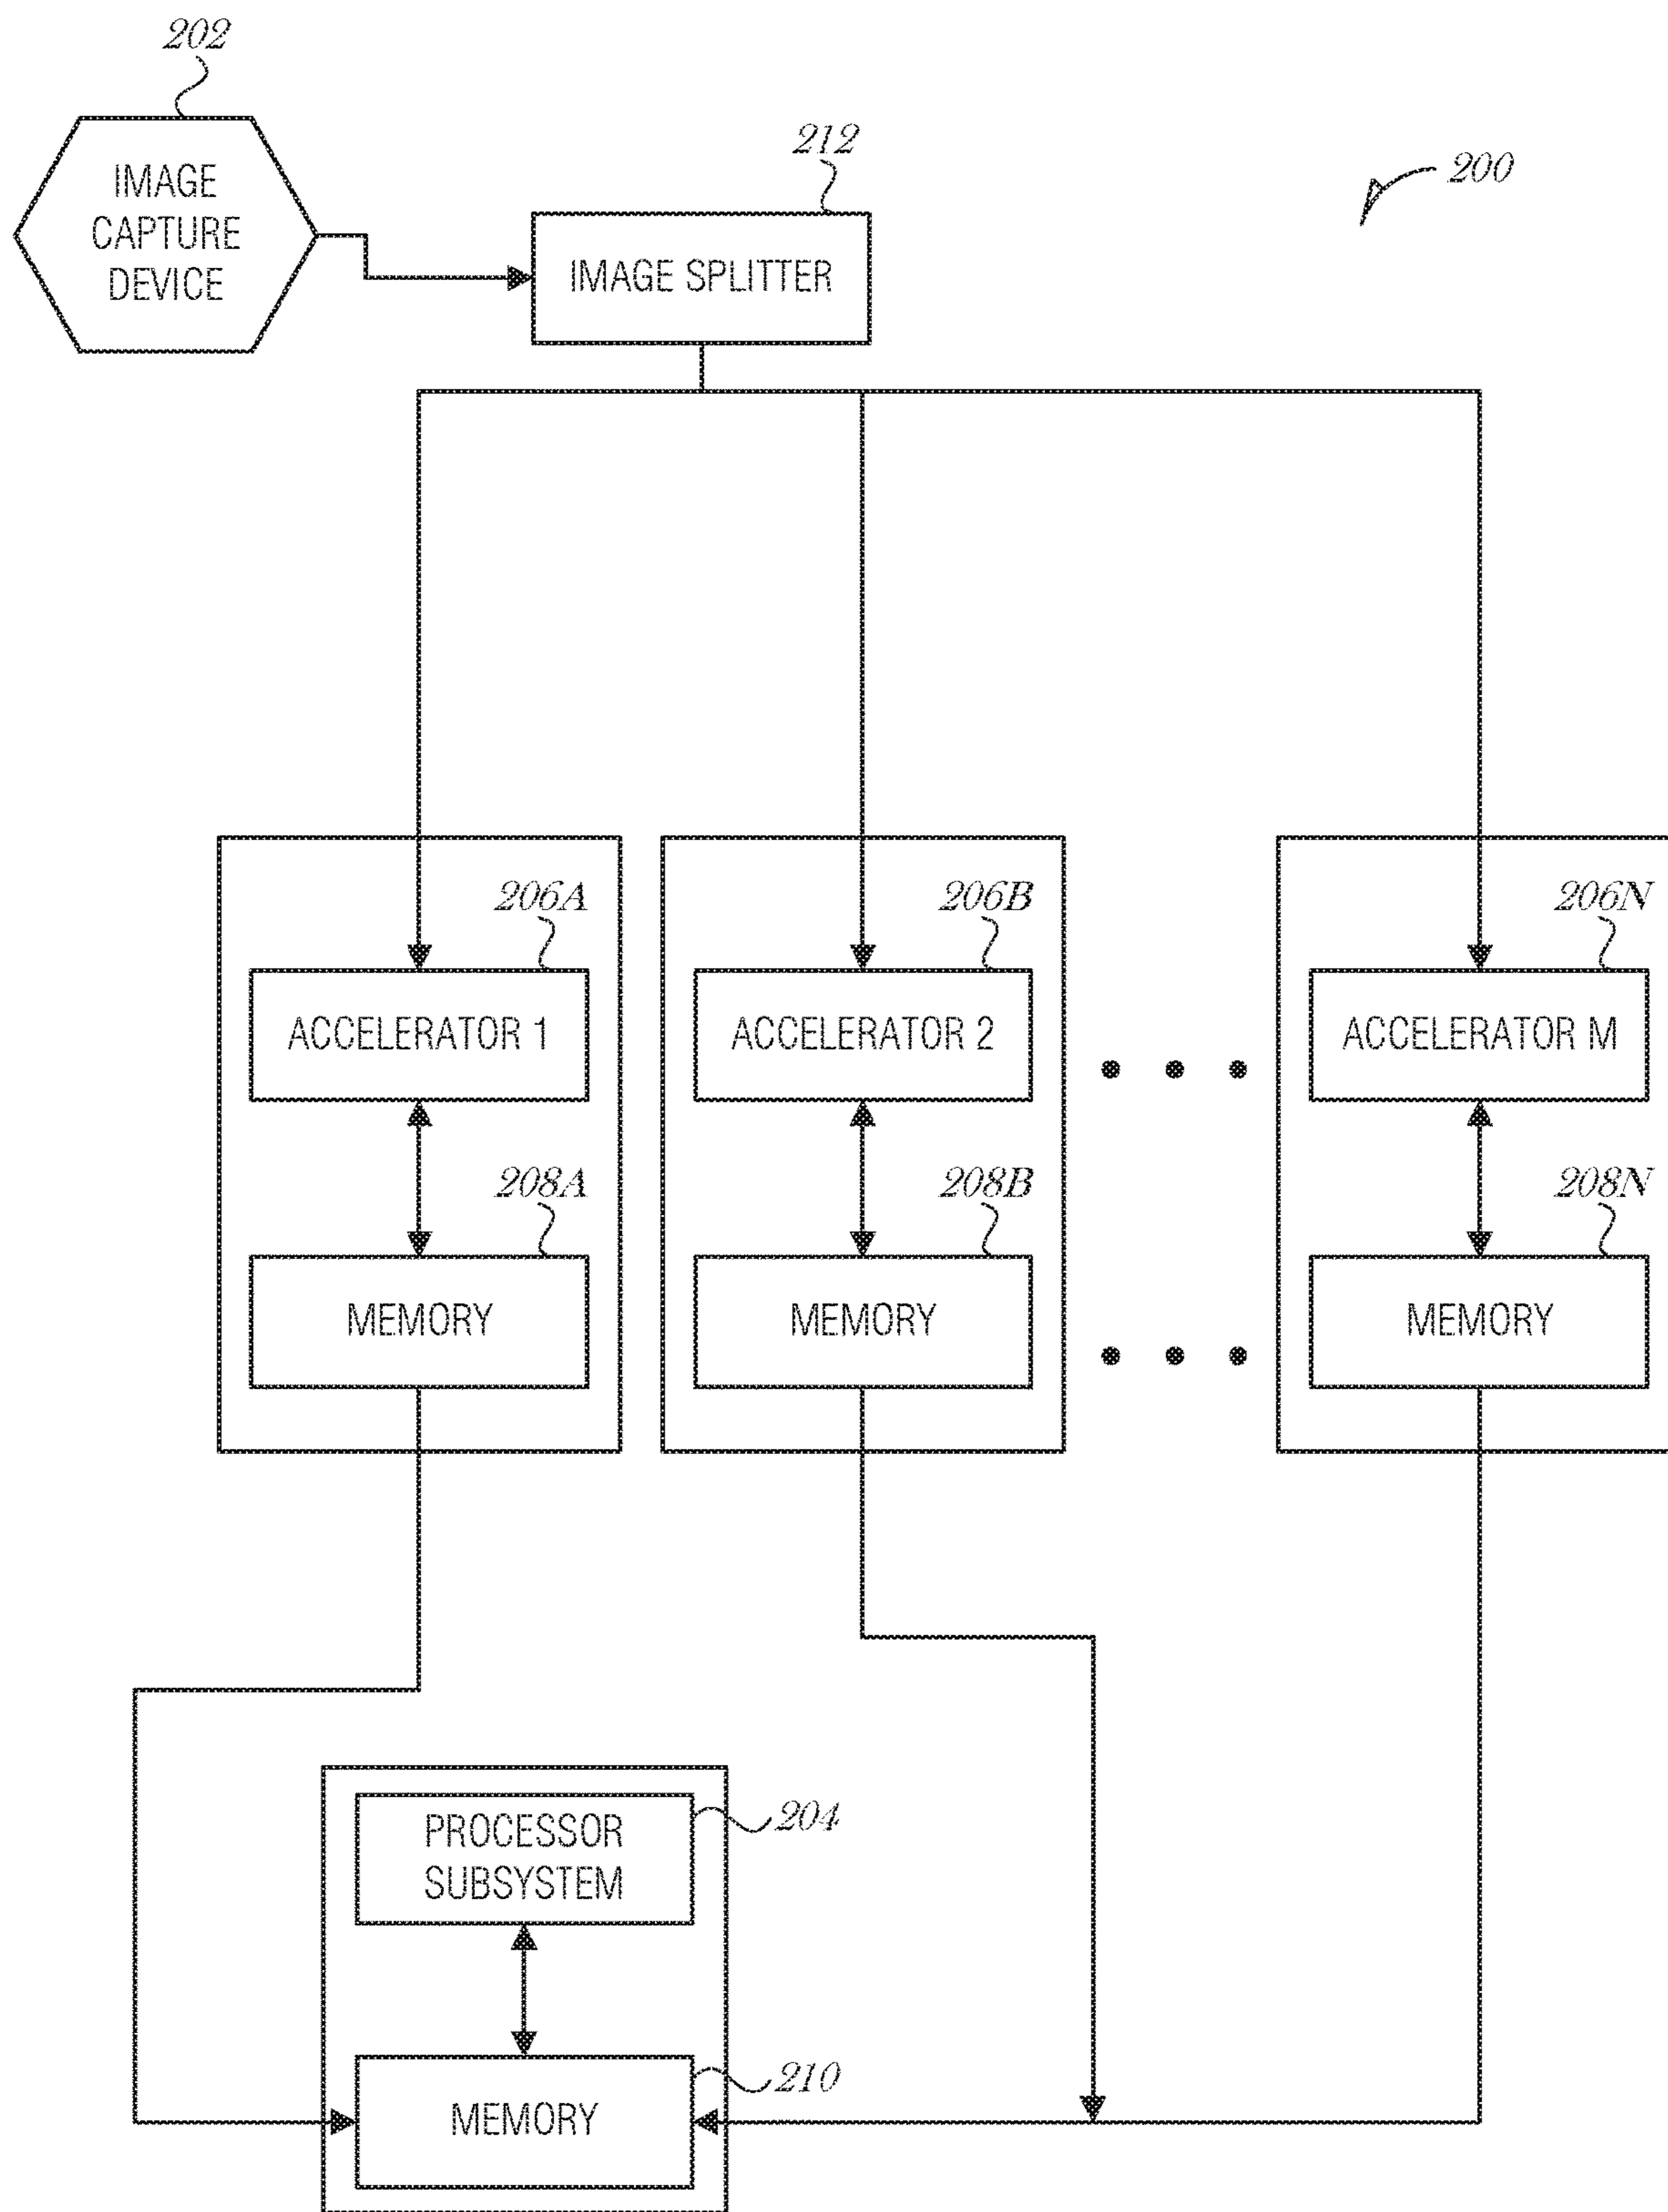 202
IMAGE
CAPTURE
DEVICE
212
IMAGE SPLITTER
200
206A
ACCELERATOR 1
206B
ACCELERATOR 2
206N
ACCELERATOR M
208A
MEMORY
208B
MEMORY
208N
MEMORY
PROCESSOR
SUBSYSTEM
204
MEMORY
210